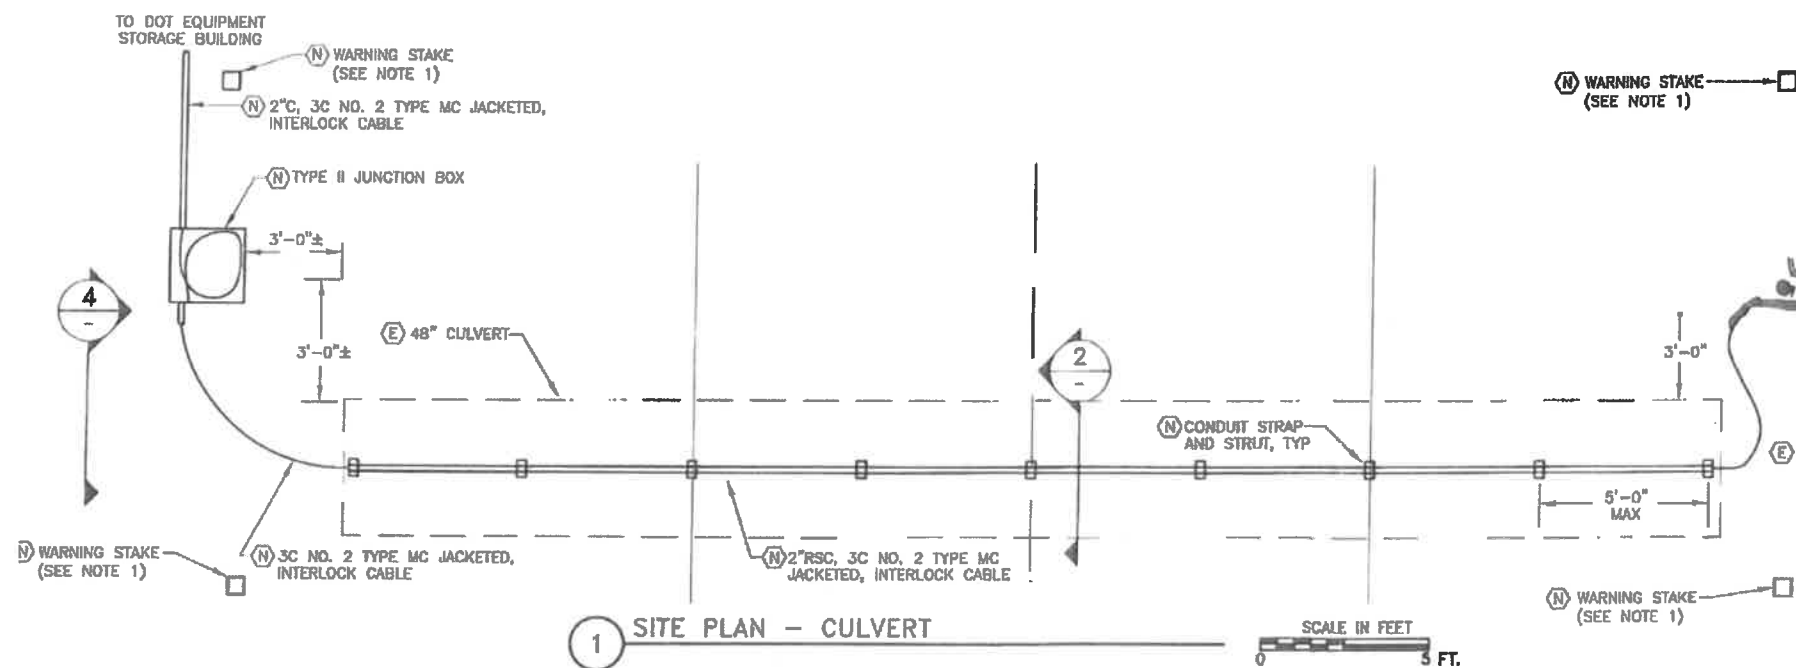 TO DOT EQUIPMENT
STORAGE BUILDING
N WARNING STAKE
(SEE NOTE 1)
N WARNING STAKE
(SEE NOTE 1)
N 2"C, 3C NO. 2 TYPE MC JACKETED,
INTERLOCK CABLE
N TYPE II JUNCTION BOX
3'-0"±
4
-
3'-0"±
E 48" CULVERT
2
-
3'-0"
N CONDUIT STRAP
AND STRUT, TYP
E
5'-0"
MAX
N WARNING STAKE
(SEE NOTE 1)
N 3C NO. 2 TYPE MC JACKETED,
INTERLOCK CABLE
N 2"RSC, 3C NO. 2 TYPE MC
JACKETED, INTERLOCK CABLE
N WARNING STAKE
(SEE NOTE 1)
1 SITE PLAN - CULVERT
SCALE IN FEET
0 5 FT.